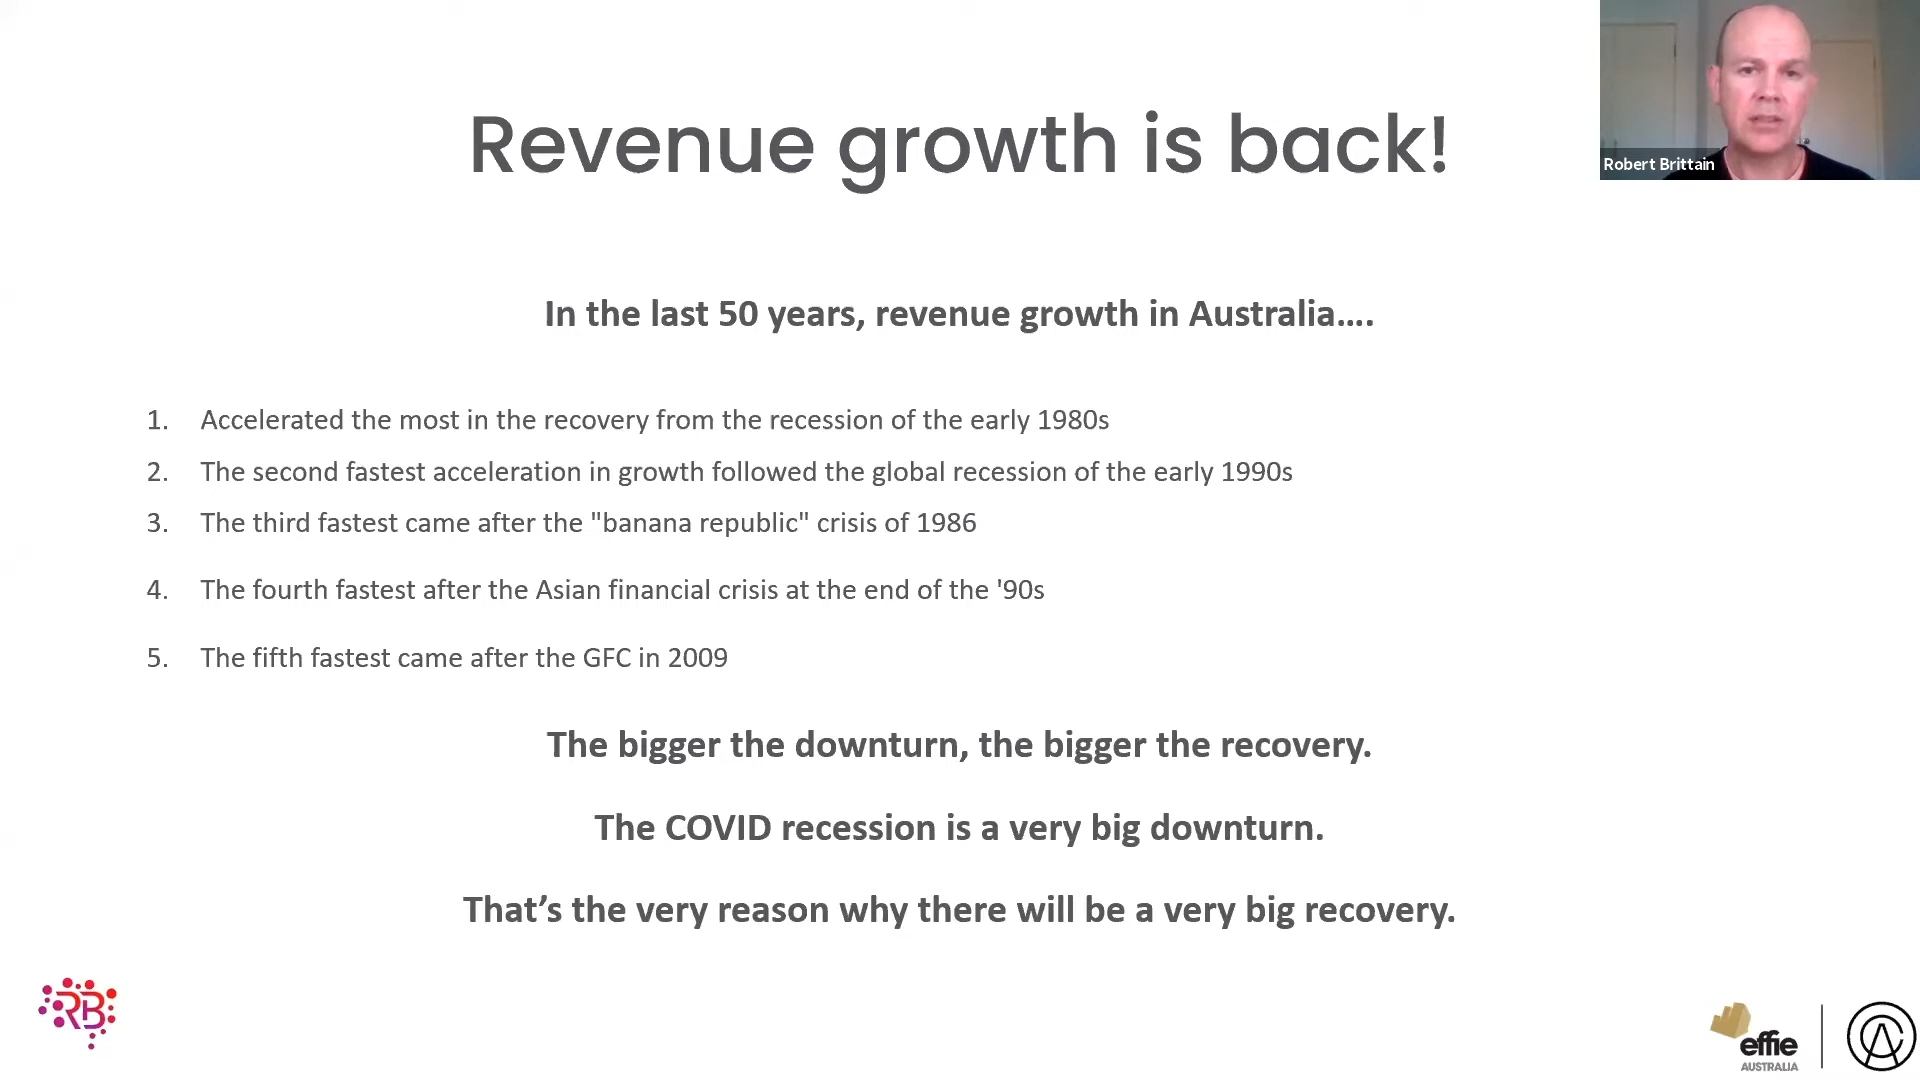 Revenue growth is back!
Robert Brittain
In the last 50 years, revenue growth in Australia....
1. Accelerated the most in the recovery from the recession of the early 1980s
2. The second fastest acceleration in growth followed the global recession of the early 1990s
3. The third fastest came after the "banana republic" crisis of 1986
4. The fourth fastest after the Asian financial crisis at the end of the '90s
5. The fifth fastest came after the GFC in 2009
The bigger the downturn, the bigger the recovery.
The COVID recession is a very big downturn.
That’s the very reason why there will be a very big recovery.
RB
effie
AUSTRALIA